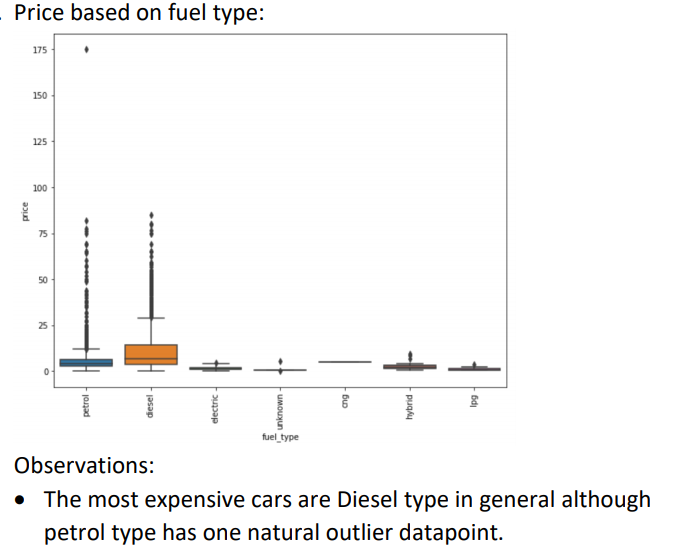 . Price based on fuel type:
175
150
125
100
75
50
25
0
price
petrol
diesel
electric
unknown
cng
hybrid
lpg
fuel_type
Observations:
• The most expensive cars are Diesel type in general although
petrol type has one natural outlier datapoint.